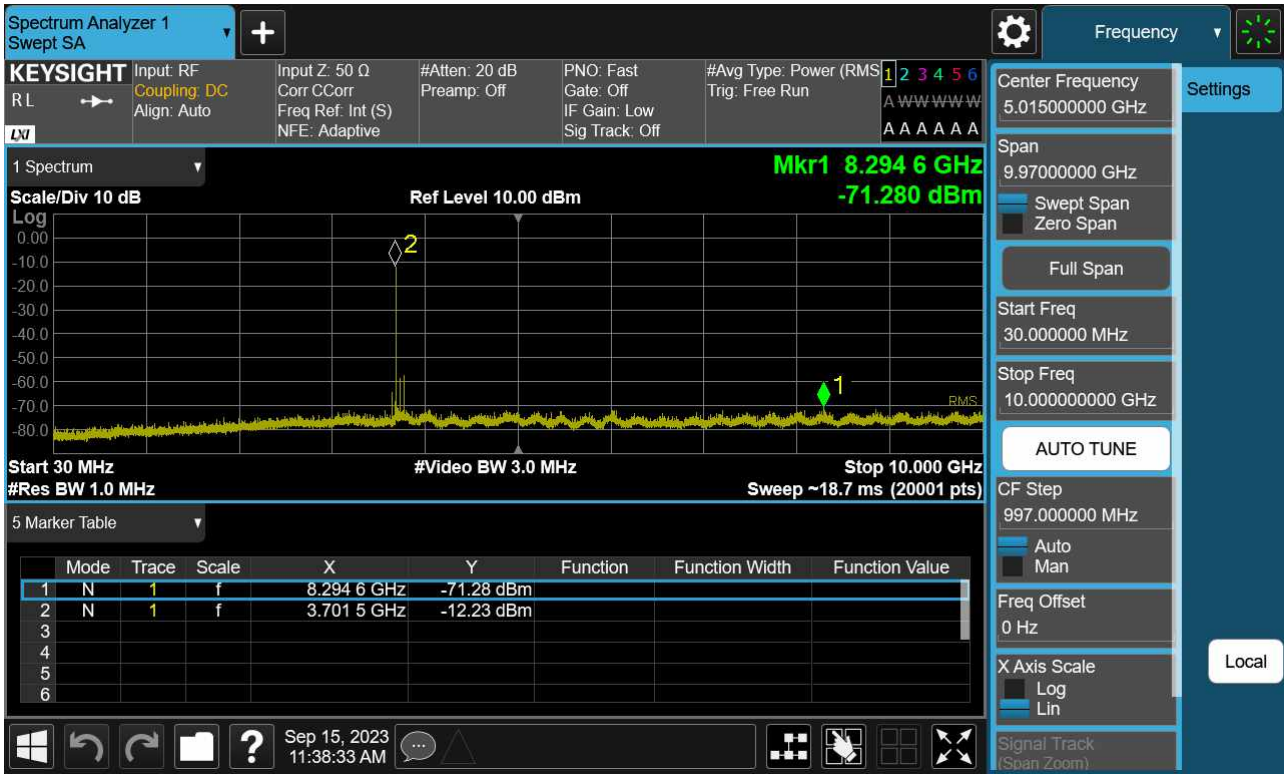 Spectrum Analyzer 1
Swept SA
Frequency
KEYSIGHT
RL
LXI
Input: RF
Coupling: DC
Align: Auto
Input Z: 50 Ω
Corr CCorr
Freq Ref: Int (S)
NFE: Adaptive
#Atten: 20 dB
Preamp: Off
PNO: Fast
Gate: Off
IF Gain: Low
Sig Track: Off
#Avg Type: Power (RMS
Trig: Free Run
1 2 3 4 5 6
A W W W W W
A A A A A A
1 Spectrum
Scale/Div 10 dB
Ref Level 10.00 dBm
Mkr1 8.294 6 GHz
-71.280 dBm
Log
0.00
-10.0
-20.0
-30.0
-40.0
-50.0
-60.0
-70.0
-80.0
2
1
RMS
Start 30 MHz
#Video BW 3.0 MHz
Stop 10.000 GHz
#Res BW 1.0 MHz
Sweep ~18.7 ms (20001 pts)
5 Marker Table
Mode Trace Scale X Y Function Function Width Function Value
1 N 1 f 8.294 6 GHz -71.28 dBm
2 N 1 f 3.701 5 GHz -12.23 dBm
3
4
5
6
Sep 15, 2023
11:38:33 AM
Center Frequency
5.015000000 GHz
Span
9.97000000 GHz
Swept Span
Zero Span
Full Span
Start Freq
30.000000 MHz
Stop Freq
10.000000000 GHz
AUTO TUNE
CF Step
997.000000 MHz
Auto
Man
Freq Offset
0 Hz
X Axis Scale
Log
Lin
Signal Track
(Span Zoom)
Settings
Local